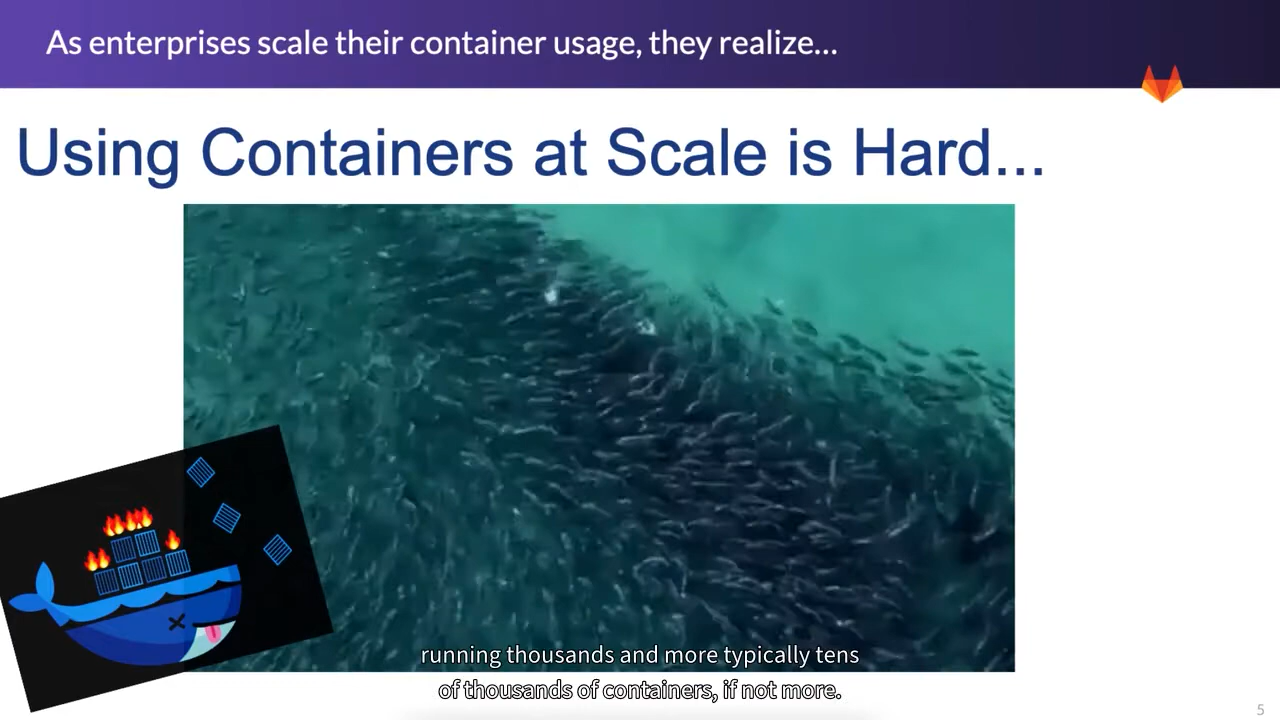 As enterprises scale their container usage, they realize...
Using Containers at Scale is Hard...
running thousands and more typically tens
of thousands of containers, if not more.
5